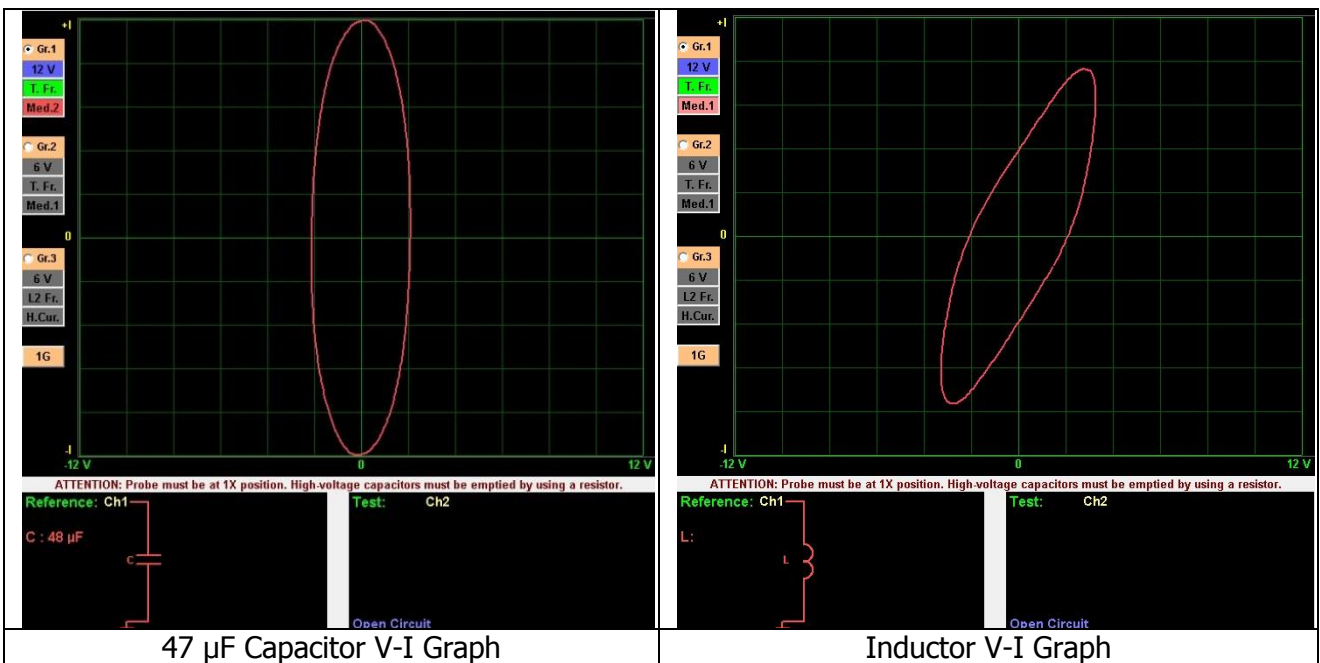 +I
Gr.1
12 V
T. Fr.
Med.2
Gr.2
6 V
T. Fr.
Med.1
0
Gr.3
6 V
L2 Fr.
H.Cur.
1G
-I
-12 V 0 12 V
ATTENTION: Probe must be at 1X position. High-voltage capacitors must be emptied by using a resistor.
Reference: Ch1
C : 48 µF
C
Test: Ch2
Open Circuit
47 µF Capacitor V-I Graph
+I
Gr.1
12 V
T. Fr.
Med.1
Gr.2
6 V
T. Fr.
Med.1
0
Gr.3
6 V
L2 Fr.
H.Cur.
1G
-I
-12 V 0 12 V
ATTENTION: Probe must be at 1X position. High-voltage capacitors must be emptied by using a resistor.
Reference: Ch1
L:
L
Test: Ch2
Open Circuit
Inductor V-I Graph